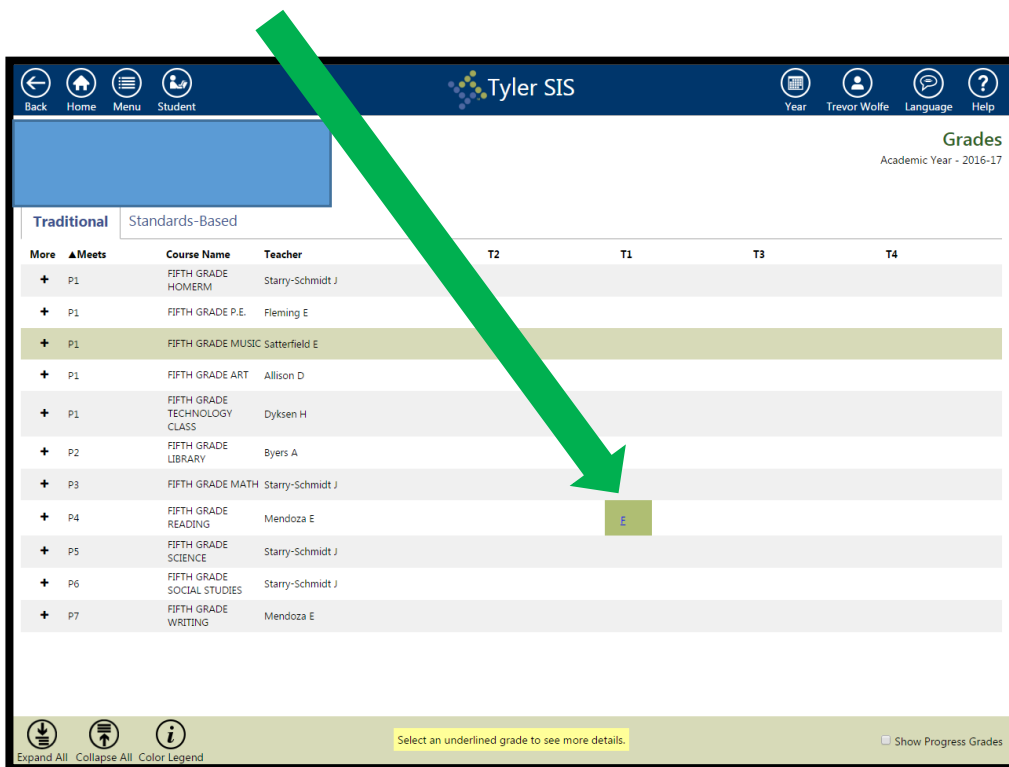 Back Home Menu Student
Tyler SIS
Year Trevor Wolfe Language Help
Grades
Academic Year - 2016-17
Traditional Standards-Based
More ▲Meets Course Name Teacher T2 T1 T3 T4
+ P1 FIFTH GRADE
HOMERM Starry-Schmidt J
+ P1 FIFTH GRADE P.E. Fleming E
+ P1 FIFTH GRADE MUSIC Satterfield E
+ P1 FIFTH GRADE ART Allison D
+ P1 FIFTH GRADE
TECHNOLOGY
CLASS Dyksen H
+ P2 FIFTH GRADE
LIBRARY Byers A
+ P3 FIFTH GRADE MATH Starry-Schmidt J
+ P4 FIFTH GRADE
READING Mendoza E
+ P5 FIFTH GRADE
SCIENCE Starry-Schmidt J
+ P6 FIFTH GRADE
SOCIAL STUDIES Starry-Schmidt J
+ P7 FIFTH GRADE
WRITING Mendoza E
Expand All Collapse All Color Legend
Select an underlined grade to see more details.
Show Progress Grades